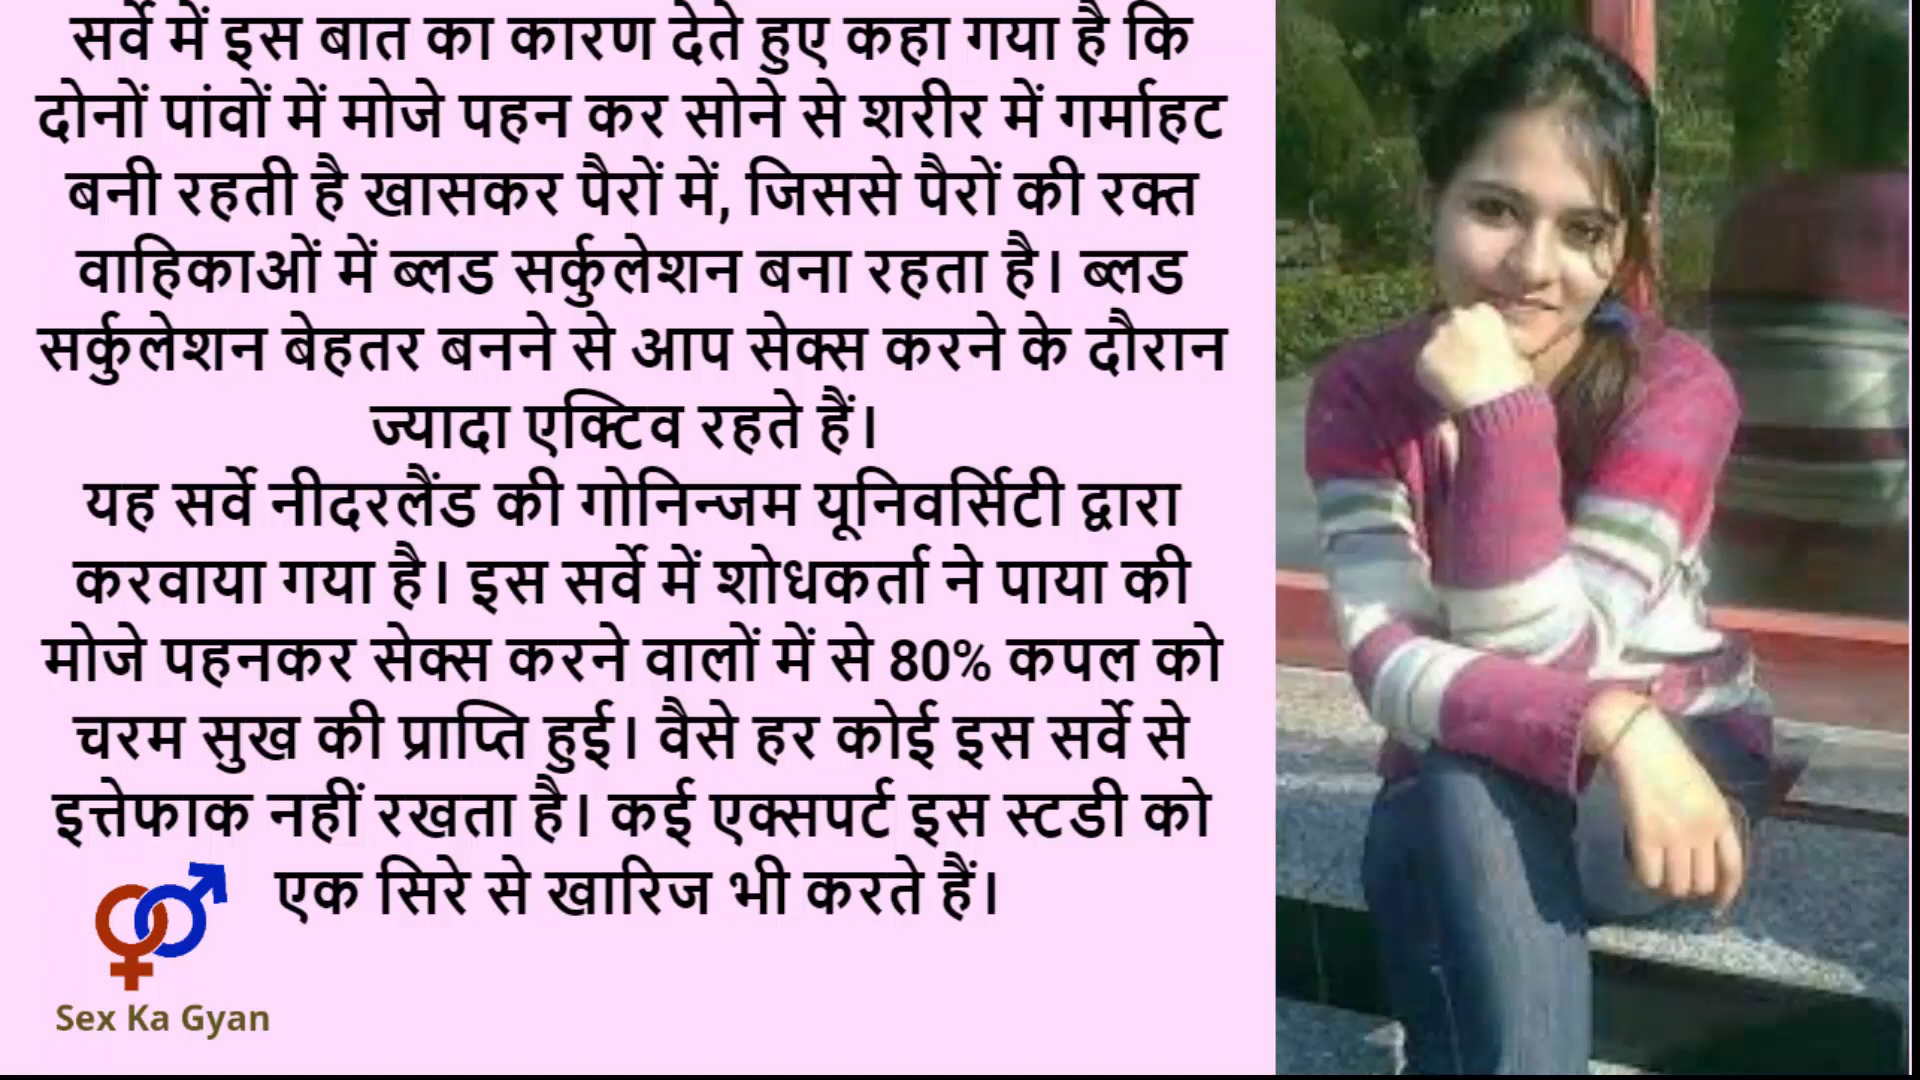 सर्वे में इस बात का कारण देते हुए कहा गया है कि
दोनों पांवों में मोजे पहन कर सोने से शरीर में गर्माहट
बनी रहती है खासकर पैरों में, जिससे पैरों की रक्त
वाहिकाओं में ब्लड सर्कुलेशन बना रहता है। ब्लड
सर्कुलेशन बेहतर बनने से आप सेक्स करने के दौरान
ज्यादा एक्टिव रहते हैं।
यह सर्वे नीदरलैंड की गोनिन्जम यूनिवर्सिटी द्वारा
करवाया गया है। इस सर्वे में शोधकर्ता ने पाया की
मोजे पहनकर सेक्स करने वालों में से 80% कपल को
चरम सुख की प्राप्ति हुई। वैसे हर कोई इस सर्वे से
इत्तेफाक नहीं रखता है। कई एक्सपर्ट इस स्टडी को
एक सिरे से खारिज भी करते हैं।
Sex Ka Gyan